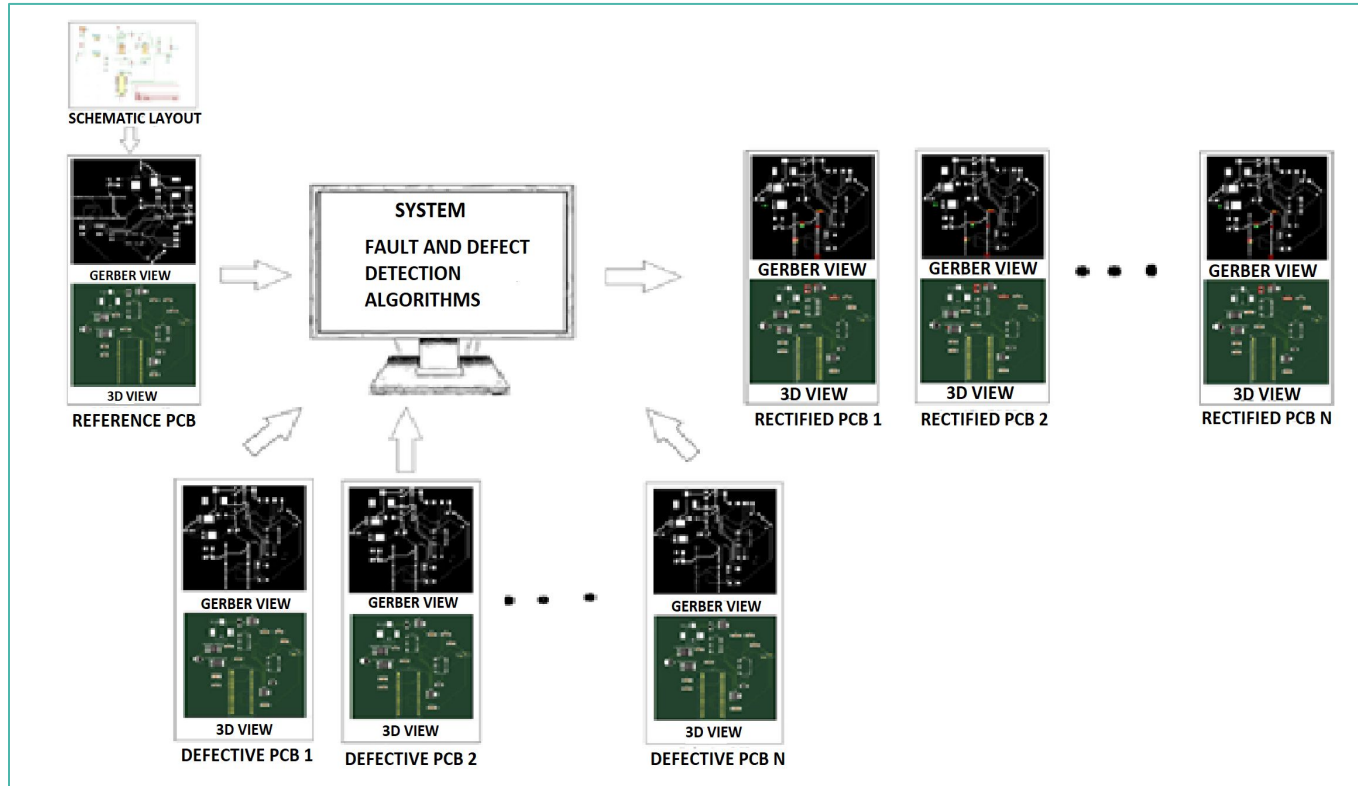 SCHEMATIC LAYOUT
GERBER VIEW
3D VIEW
REFERENCE PCB
SYSTEM
FAULT AND DEFECT
DETECTION
ALGORITHMS
GERBER VIEW
3D VIEW
RECTIFIED PCB 1
GERBER VIEW
3D VIEW
RECTIFIED PCB 2
GERBER VIEW
3D VIEW
RECTIFIED PCB N
GERBER VIEW
3D VIEW
DEFECTIVE PCB 1
GERBER VIEW
3D VIEW
DEFECTIVE PCB 2
GERBER VIEW
3D VIEW
DEFECTIVE PCB N